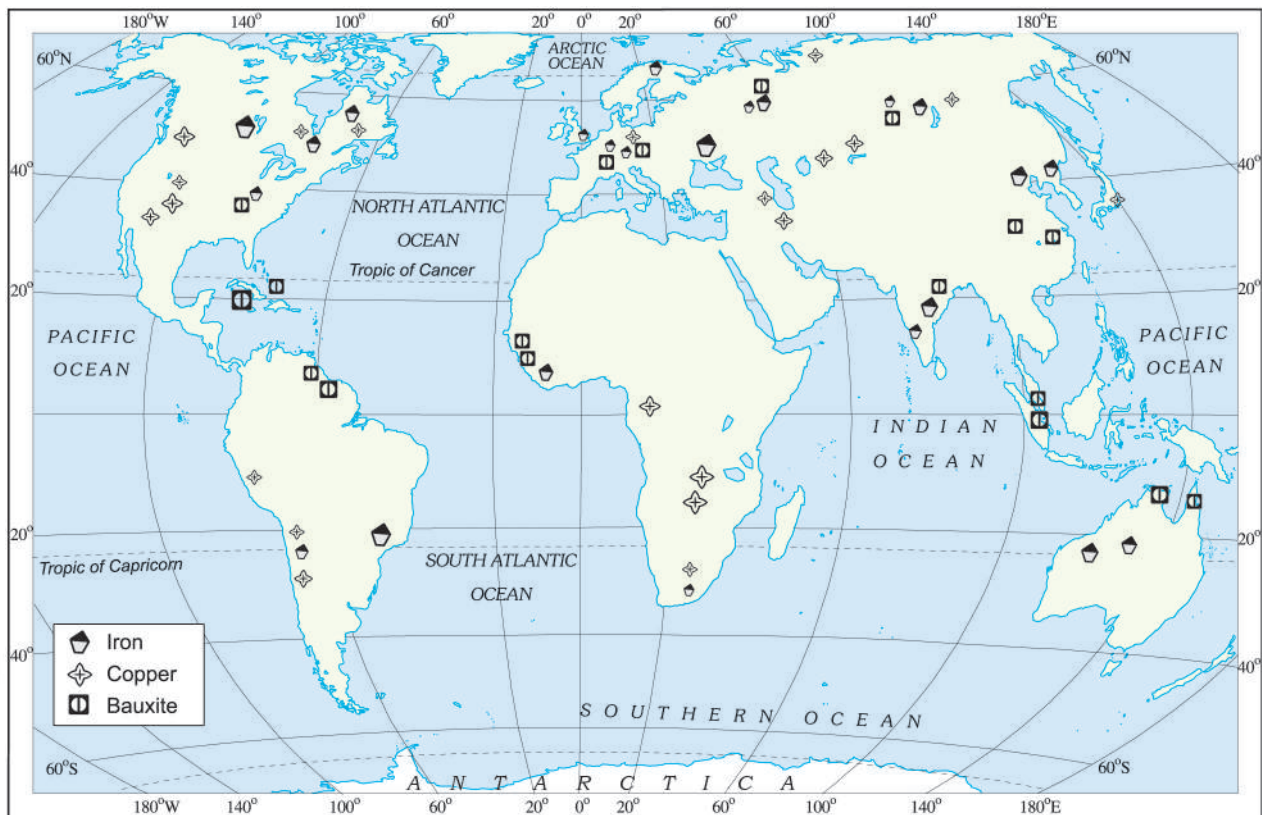 180°W 140° 100° 60° 20° 0° 20° 60° 100° 140° 180°E
60°N
ARCTIC
OCEAN
60°N
40°
40°
NORTH ATLANTIC
OCEAN
Tropic of Cancer
20°
20°
PACIFIC
OCEAN
PACIFIC
OCEAN
INDIAN
OCEAN
20°
20°
Tropic of Capricorn
SOUTH ATLANTIC
OCEAN
Iron
Copper
Bauxite
40°
40°
SOUTHERN OCEAN
60°S
60°S
ANTARCTICA
180°W 140° 100° 60° 20° 0° 20° 60° 100° 140° 180°E